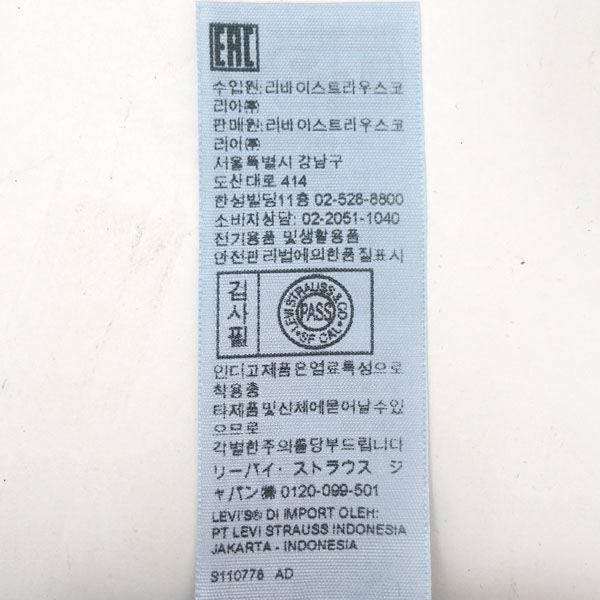 EAC
수입원:리바이스트라우스코
리아㈜
판매원:리바이스트라우스코
리아㈜
서울특별시 강남구
도산대로 414
한성빌딩11층 02-528-8800
소비자상담: 02-2051-1040
전기용품 및생활용품
안전관리법에의한품질표시
검사필
LEVI STRAUSS & CO
PASS
SF CAL
인디고제품은염료특성으로
착용중
타제품및신체에묻어날수있
으므로
각별한주의를당부드립니다
リーバイ・ストラウス ジ
ャパン㈱ 0120-099-501
LEVI'S® DI IMPORT OLEH:
PT LEVI STRAUSS INDONESIA
JAKARTA - INDONESIA
S110778 AD